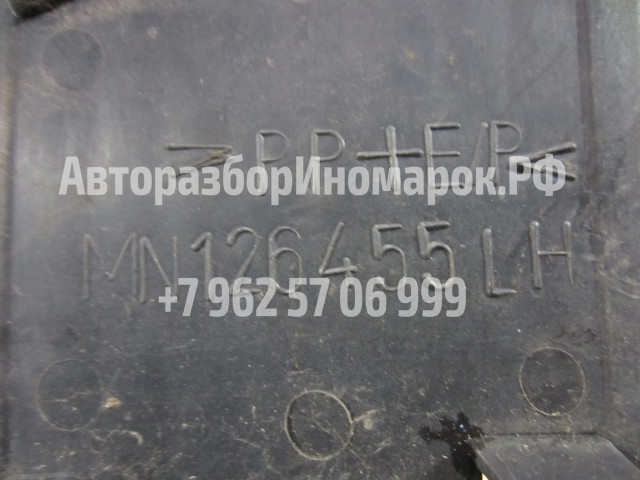 >PP+E/P<
АвторазборИномарок.РФ
MN126455LH
+7 962 57 06 999